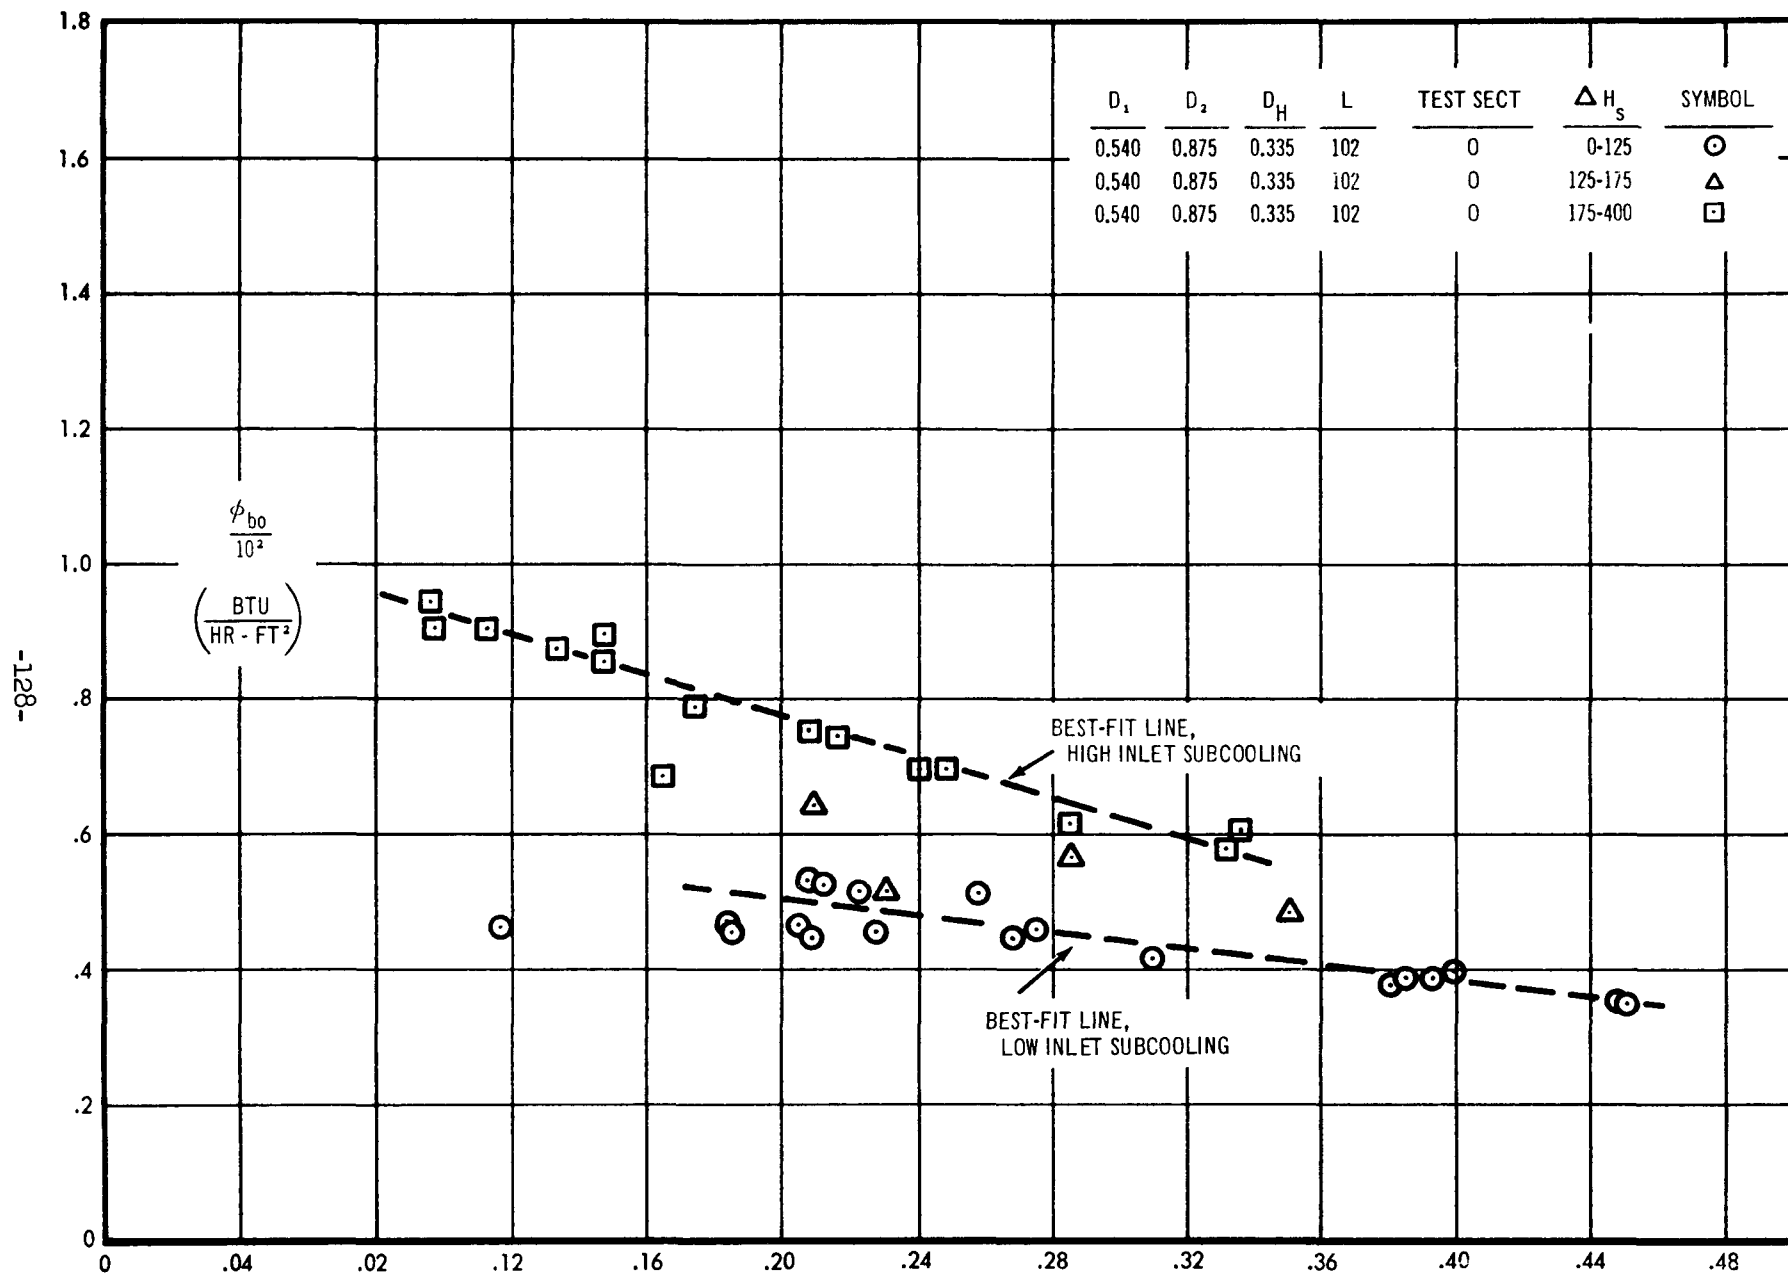 1.8
1.6
1.4
1.2
1.0
.8
.6
.4
.2
0
D₁ D₂ D_H L TEST SECT Δ H_s SYMBOL
0.540 0.875 0.335 102 0 0-125 ⊙
0.540 0.875 0.335 102 0 125-175 △
0.540 0.875 0.335 102 0 175-400 ⊡
ϕ_bo
10²
BTU
HR - FT²
-128-
BEST-FIT LINE,
HIGH INLET SUBCOOLING
BEST-FIT LINE,
LOW INLET SUBCOOLING
0 .04 .02 .12 .16 .20 .24 .28 .32 .36 .40 .44 .48